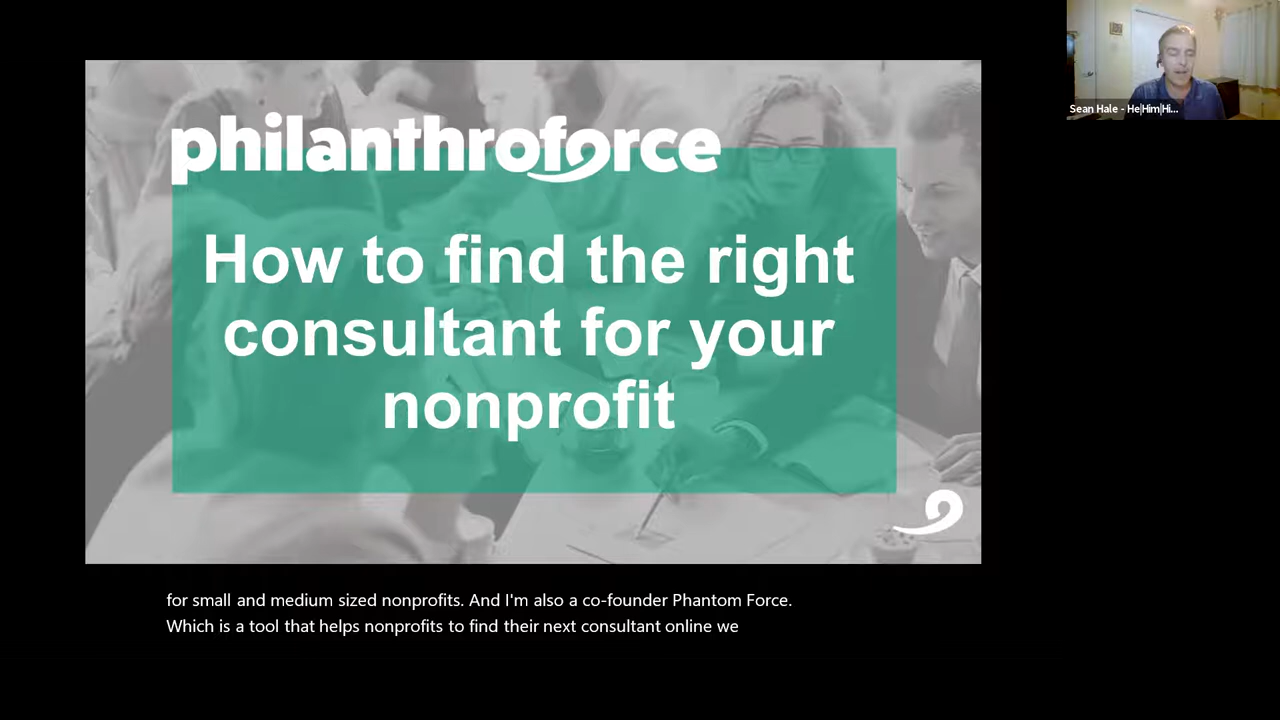 philanthroforce
How to find the right
consultant for your
nonprofit
Sean Hale - He|Him|Hi...
for small and medium sized nonprofits. And I'm also a co-founder Phantom Force.
Which is a tool that helps nonprofits to find their next consultant online we